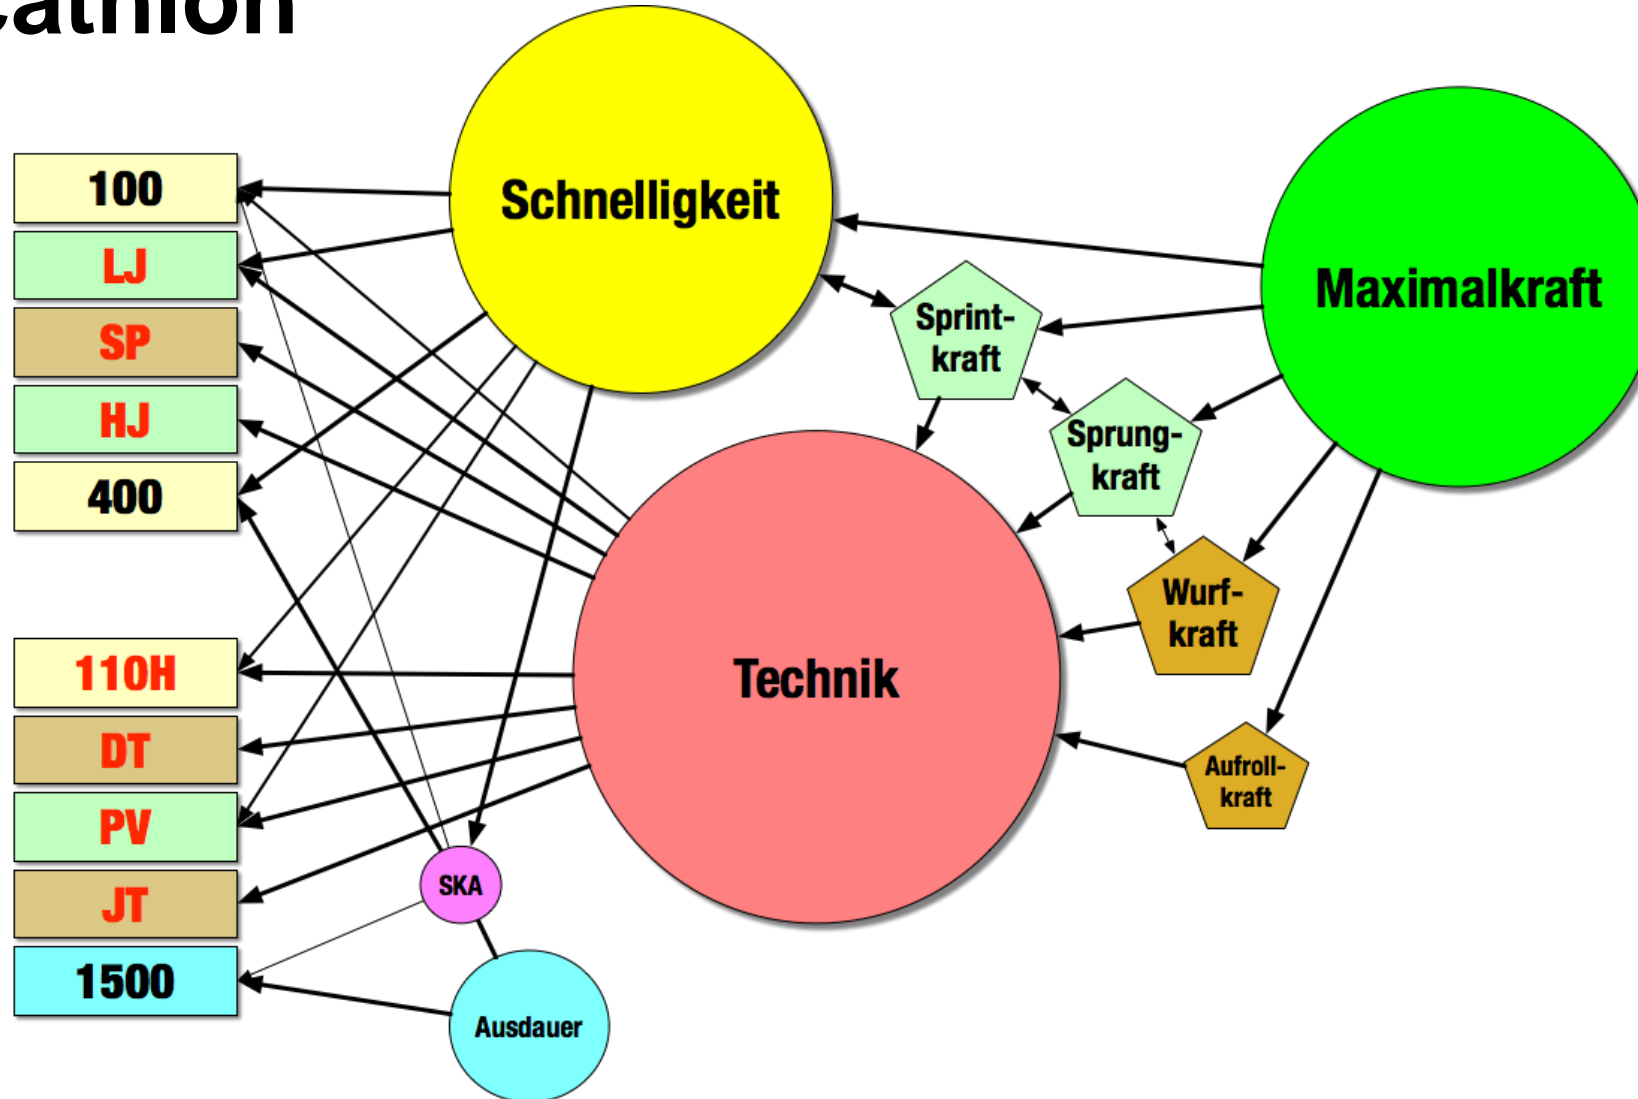 cathlon
100
LJ
SP
HJ
400
110H
DT
PV
JT
1500
Schnelligkeit
Maximalkraft
Sprint-
kraft
Sprung-
kraft
Wurf-
kraft
Aufroll-
kraft
Technik
SKA
Ausdauer